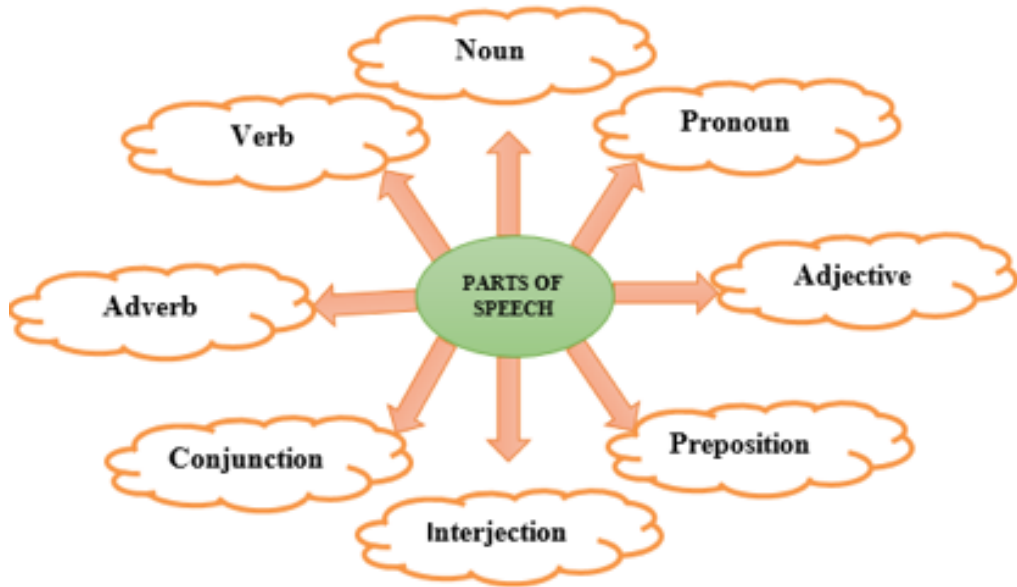 Noun
Verb
Pronoun
Adverb
PARTS OF
SPEECH
Adjective
Conjunction
Preposition
Interjection